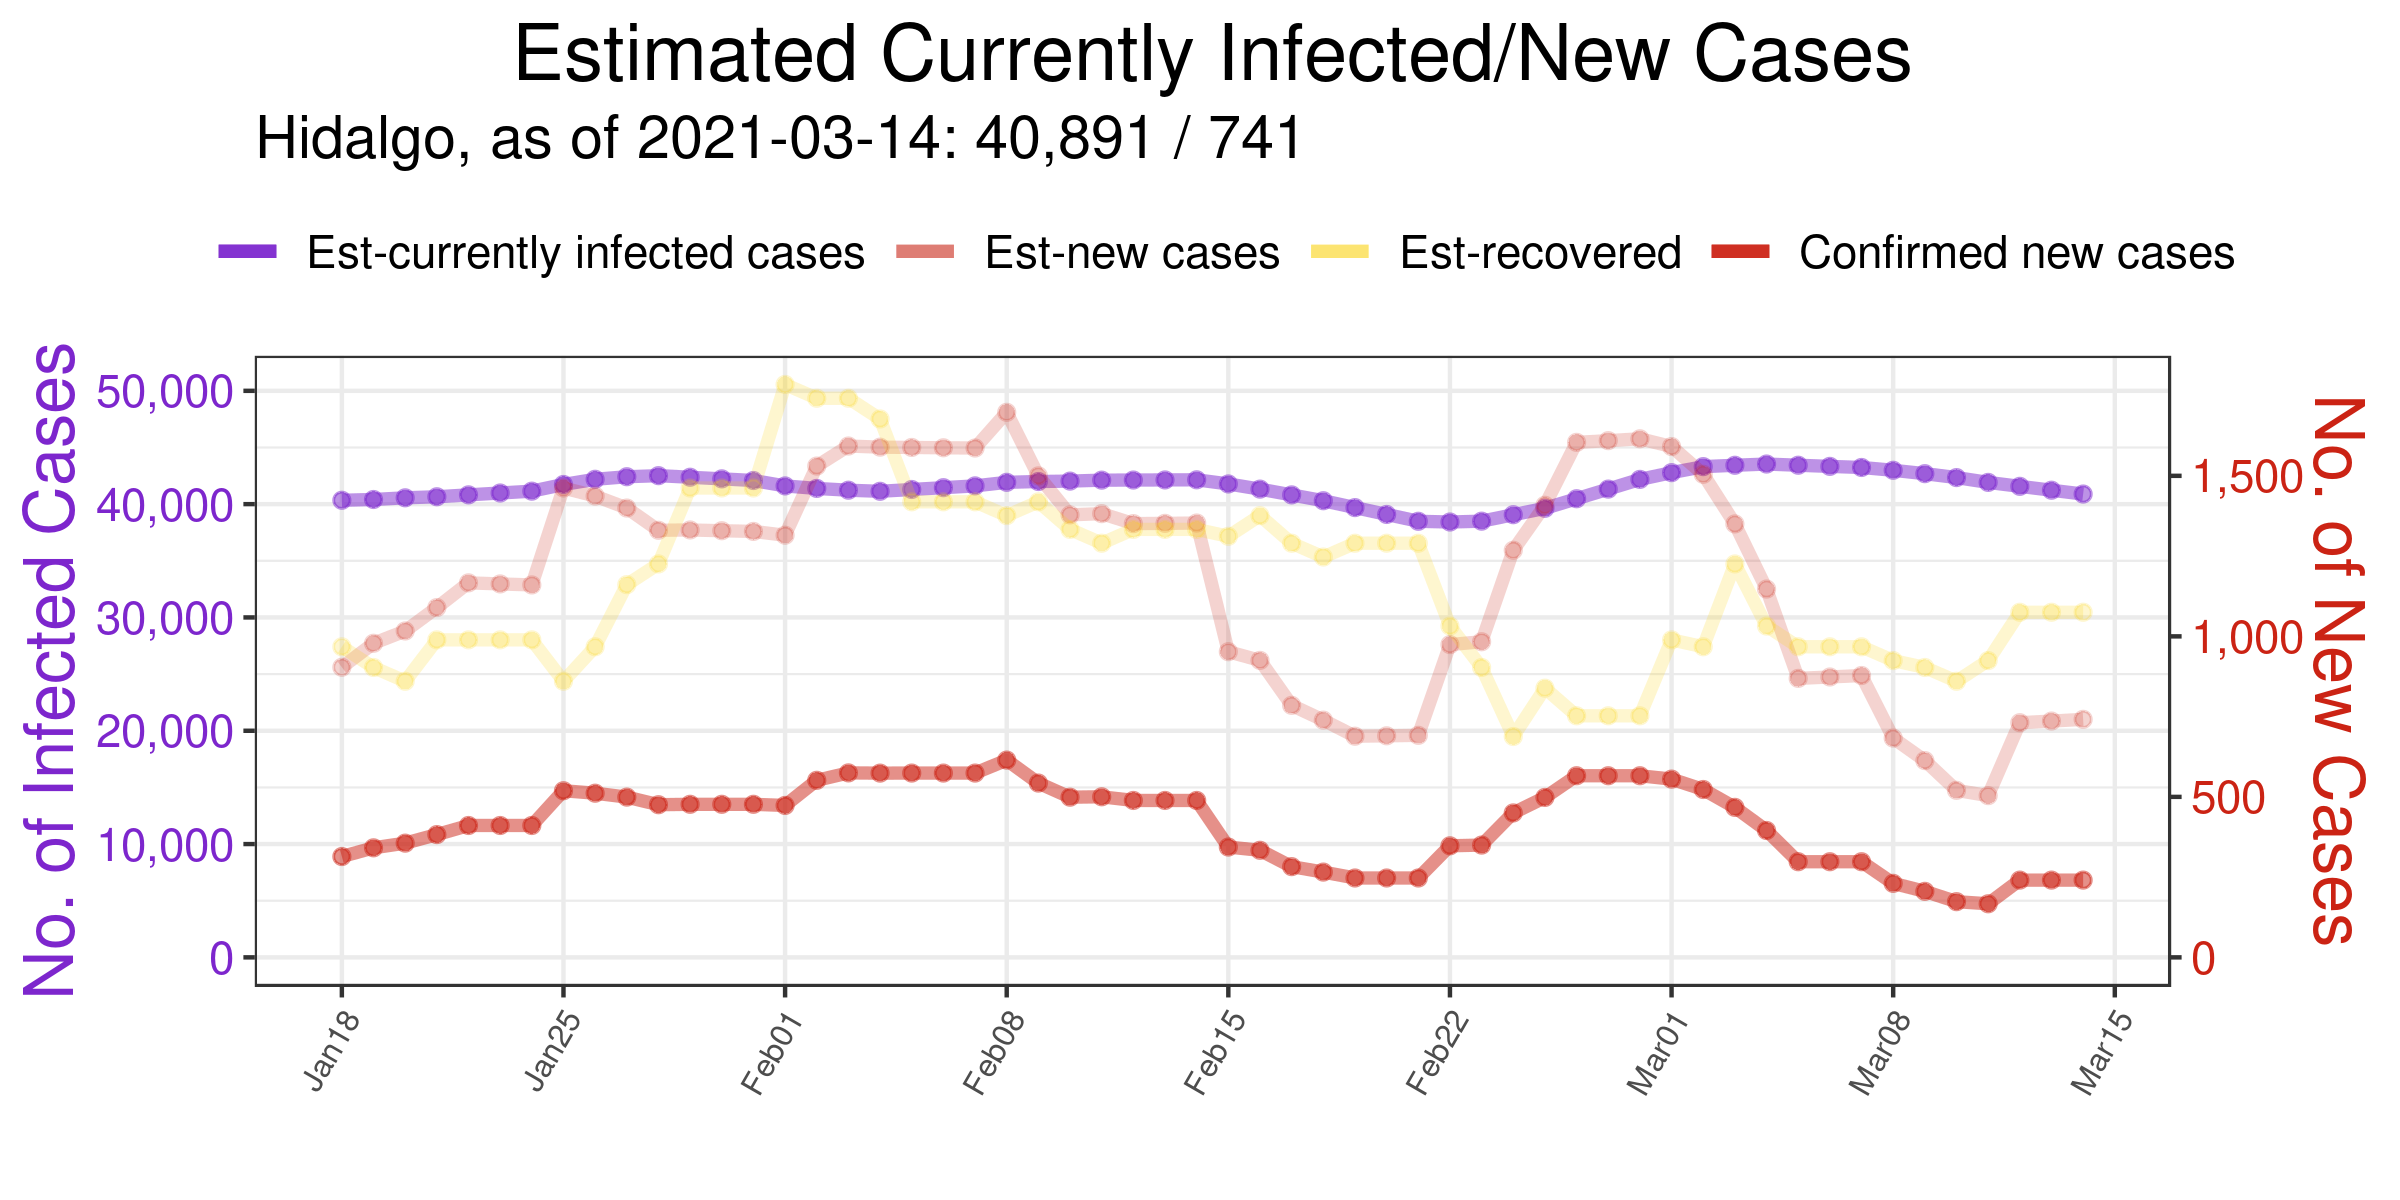 Estimated Currently Infected/New Cases
Hidalgo, as of 2021-03-14: 40,891 / 741
Est-currently infected cases Est-new cases Est-recovered Confirmed new cases
No. of Infected Cases
50,000
40,000
30,000
20,000
10,000
0
1,500
1,000
500
0
No. of New Cases
Jan18 Jan25 Feb01 Feb08 Feb15 Feb22 Mar01 Mar08 Mar15